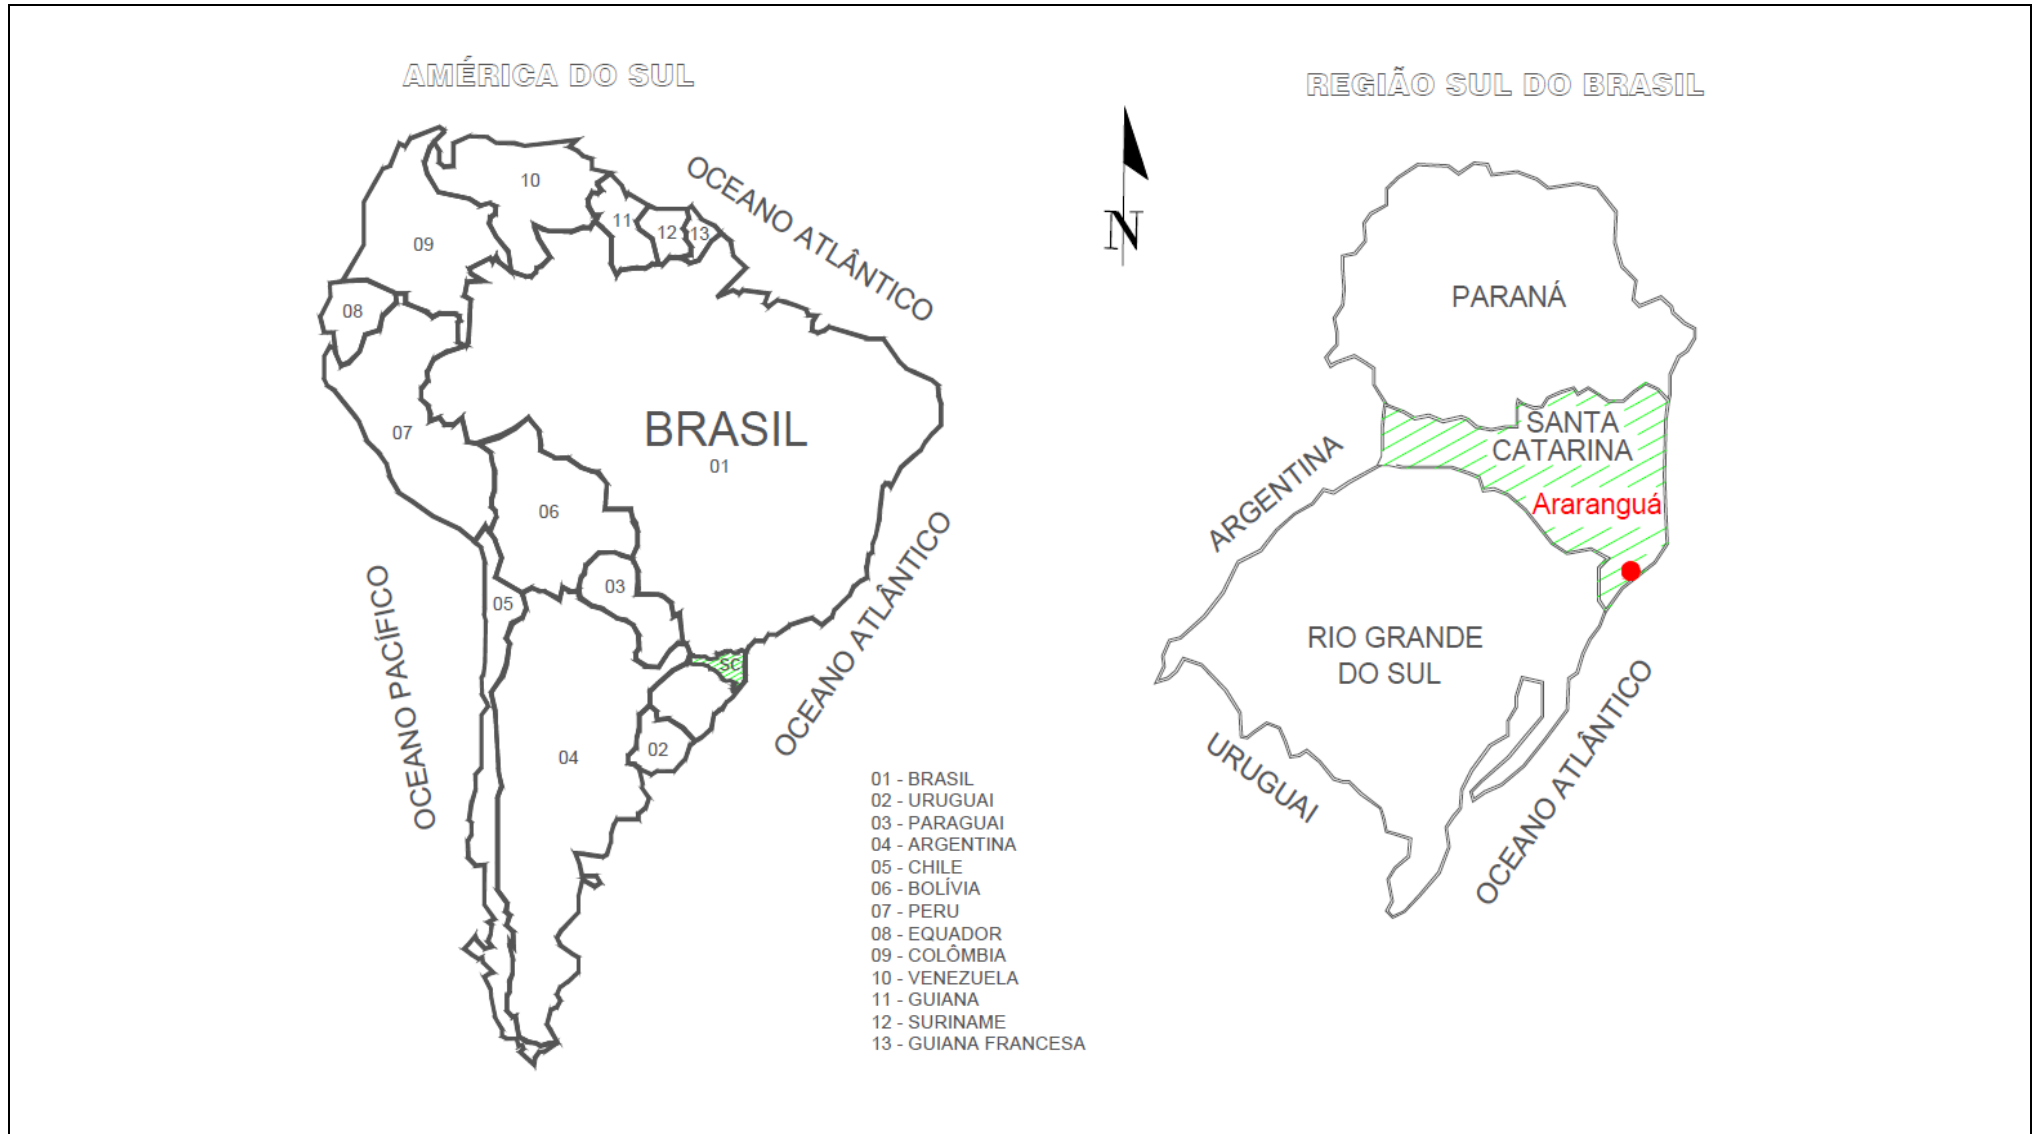 AMÉRICA DO SUL
OCEANO ATLÂNTICO
10
11
12
13
09
08
07
BRASIL
01
06
03
05
SC
04
02
OCEANO PACÍFICO
OCEANO ATLÂNTICO
01 - BRASIL
02 - URUGUAI
03 - PARAGUAI
04 - ARGENTINA
05 - CHILE
06 - BOLÍVIA
07 - PERU
08 - EQUADOR
09 - COLÔMBIA
10 - VENEZUELA
11 - GUIANA
12 - SURINAME
13 - GUIANA FRANCESA
N
REGIÃO SUL DO BRASIL
PARANÁ
SANTA
CATARINA
Araranguá
ARGENTINA
RIO GRANDE
DO SUL
URUGUAI
OCEANO ATLÂNTICO